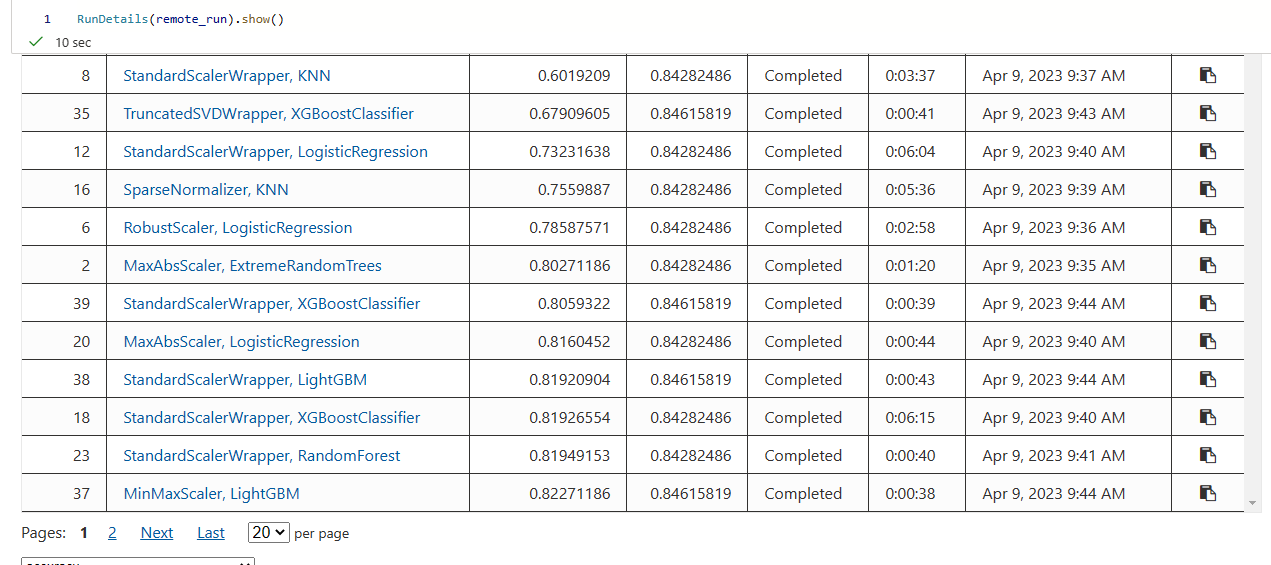 1 RunDetails(remote_run).show()
10 sec
8 StandardScalerWrapper, KNN 0.6019209 0.84282486 Completed 0:03:37 Apr 9, 2023 9:37 AM
35 TruncatedSVDWrapper, XGBoostClassifier 0.67909605 0.84615819 Completed 0:00:41 Apr 9, 2023 9:43 AM
12 StandardScalerWrapper, LogisticRegression 0.73231638 0.84282486 Completed 0:06:04 Apr 9, 2023 9:40 AM
16 SparseNormalizer, KNN 0.7559887 0.84282486 Completed 0:05:36 Apr 9, 2023 9:39 AM
6 RobustScaler, LogisticRegression 0.78587571 0.84282486 Completed 0:02:58 Apr 9, 2023 9:36 AM
2 MaxAbsScaler, ExtremeRandomTrees 0.80271186 0.84282486 Completed 0:01:20 Apr 9, 2023 9:35 AM
39 StandardScalerWrapper, XGBoostClassifier 0.8059322 0.84615819 Completed 0:00:39 Apr 9, 2023 9:44 AM
20 MaxAbsScaler, LogisticRegression 0.8160452 0.84282486 Completed 0:00:44 Apr 9, 2023 9:40 AM
38 StandardScalerWrapper, LightGBM 0.81920904 0.84615819 Completed 0:00:43 Apr 9, 2023 9:44 AM
18 StandardScalerWrapper, XGBoostClassifier 0.81926554 0.84282486 Completed 0:06:15 Apr 9, 2023 9:40 AM
23 StandardScalerWrapper, RandomForest 0.81949153 0.84282486 Completed 0:00:40 Apr 9, 2023 9:41 AM
37 MinMaxScaler, LightGBM 0.82271186 0.84615819 Completed 0:00:38 Apr 9, 2023 9:44 AM
Pages: 1 2 Next Last 20 per page